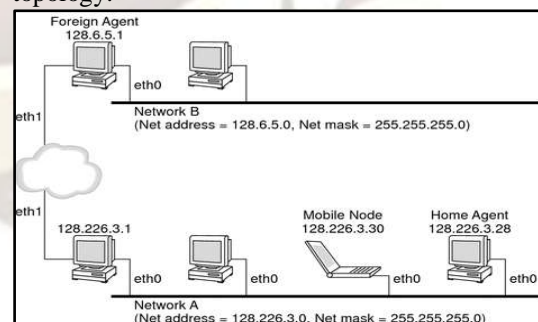 topology.
Foreign Agent
128.6.5.1
eth0
eth1
Network B
(Net address = 128.6.5.0, Net mask = 255.255.255.0)
eth1
128.226.3.1
Mobile Node
128.226.3.30
Home Agent
128.226.3.28
eth0
eth0
eth0
eth0
Network A
(Net address = 128.226.3.0, Net mask = 255.255.255.0)